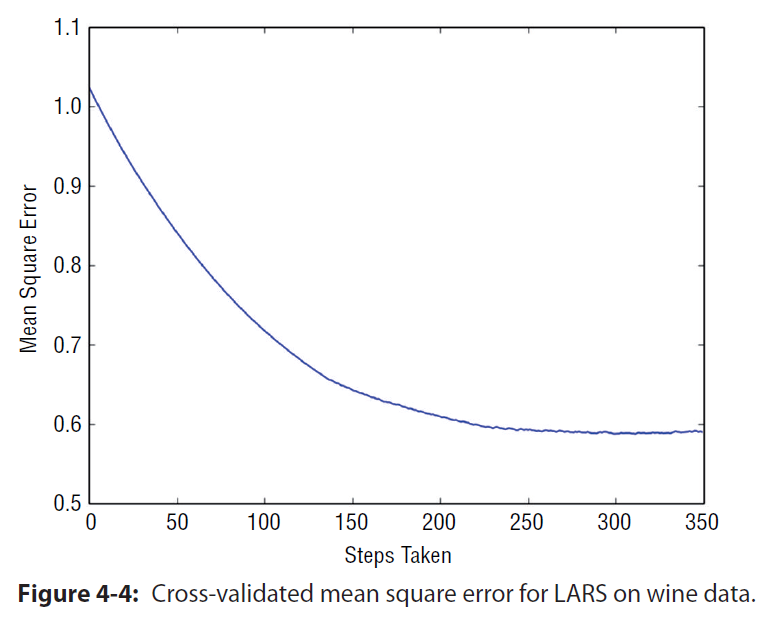 1.1
1.0
0.9
0.8
0.7
0.6
0.5
Mean Square Error
0 50 100 150 200 250 300 350
Steps Taken
Figure 4-4: Cross-validated mean square error for LARS on wine data.